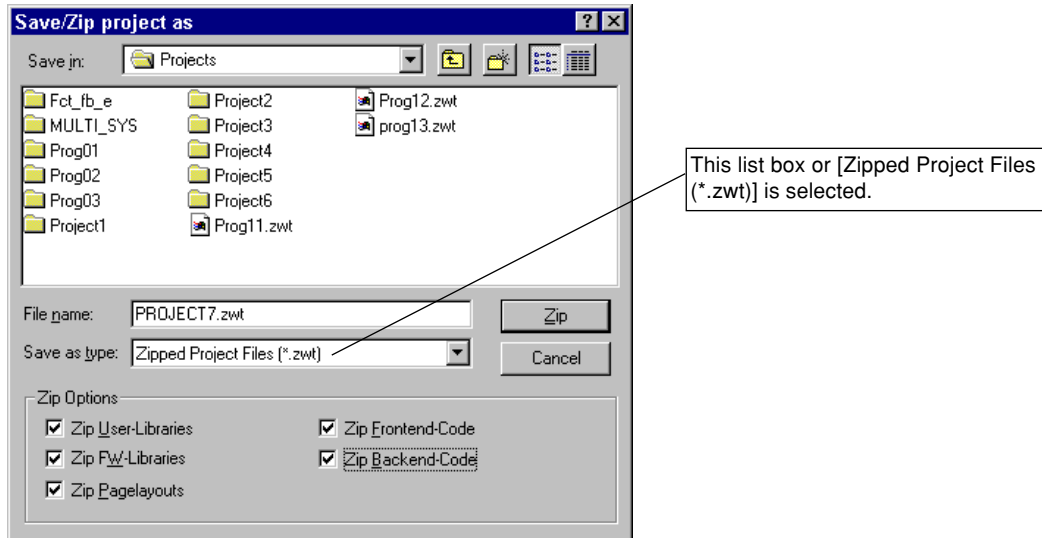 Save/Zip project as
Save in: Projects
Fct_fb_e Project2 Prog12.zwt
MULTI_SYS Project3 prog13.zwt
Prog01 Project4
Prog02 Project5
Prog03 Project6
Project1 Prog11.zwt
This list box or [Zipped Project Files
(*.zwt)] is selected.
File name: PROJECT7.zwt Zip
Save as type: Zipped Project Files (*.zwt) Cancel
Zip Options
Zip User-Libraries Zip Frontend-Code
Zip FW-Libraries Zip Backend-Code
Zip Pagelayouts